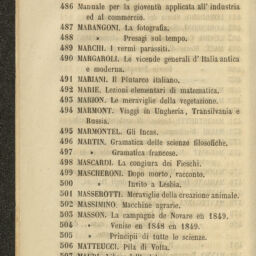 486 Manuale per la gioventù applicata all' industria
ed al commercio.
487 MARANGONI. La fotografia.
488 » Presagi sul tempo.
489 MARCHI. I vermi parassiti.
490 MARGAROLI. Le vicende generali d' Italia antica
e moderna.
491 MARIANI. Il Plutarco italiano.
492 MARIE. Lezioni elementari di matematica.
493 MARION. Le meraviglie della vegetazione.
494 MARMONT. Viaggi in Ungheria, Transilvania e
Russia.
495 MARMONTEL. Gli Incas.
496 MARTIN. Gramatica delle scienze filosofiche.
497 » Gramatica francese.
498 MASCARDI. La congiura dei Fieschi.
499 MASCHERONI. Dopo morto, racconto.
500 » Invito a Lesbia.
501 MASSEROTTI. Meraviglie della creazione animale.
502 MASSIMINO. Macchine agrarie.
503 MASSON. La campagne de Novare en 1849.
504 » Venise en 1848 en 1849.
505 » Principii di tutte le scienze.
506 MATTEUCCI. Pila di Volta.
507